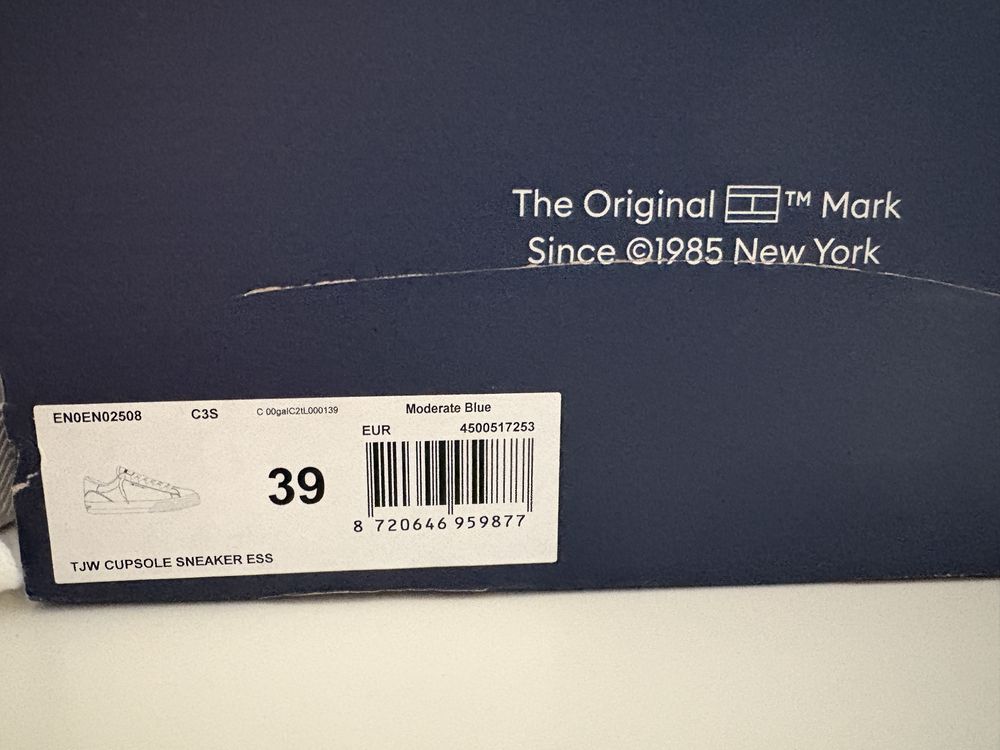 The Original ™ Mark
Since ©1985 New York
EN0EN02508 C3S C 00galC2tL000139 Moderate Blue
EUR 4500517253
39
8 720646 959877
TJW CUPSOLE SNEAKER ESS